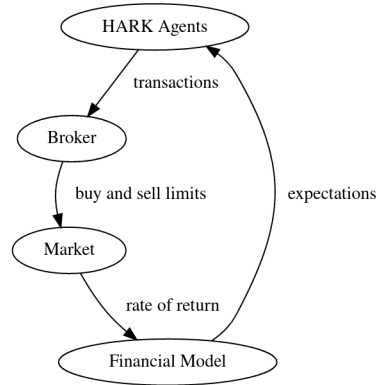 HARK Agents
transactions
Broker
buy and sell limits
expectations
Market
rate of return
Financial Model